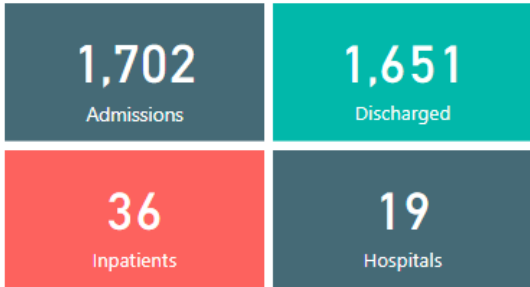 1,702
Admissions
1,651
Discharged
36
Inpatients
19
Hospitals